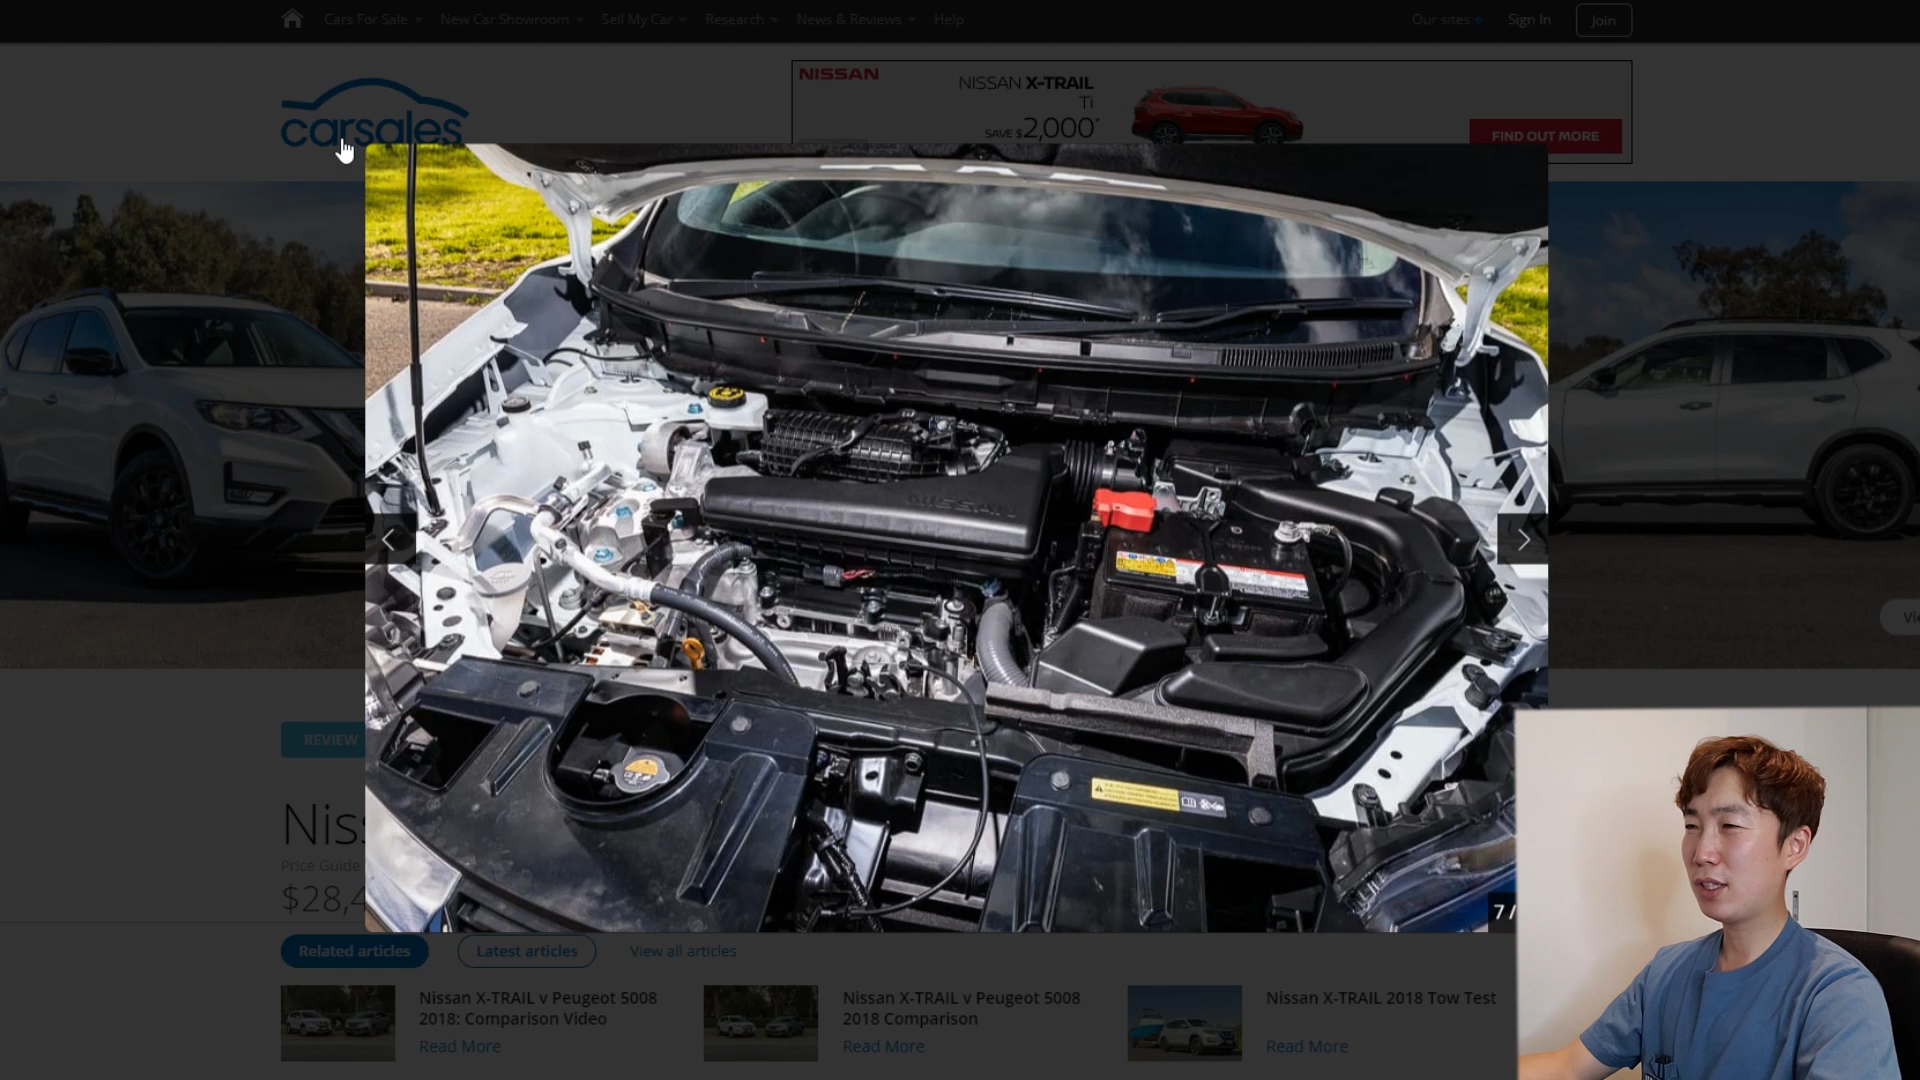 Cars For Sale
New Car Showroom
Sell My Car
Research
News & Reviews
Help
Our sites+
Sign In
Join
carsales
NISSAN
NISSAN X-TRAIL
Ti
SAVE $2,000*
FIND OUT MORE
NISSAN
REVIEW
Price Guide
$28,4
7 /
Related articles
Latest articles
View all articles
Nissan X-TRAIL v Peugeot 5008
2018: Comparison Video
Read More
Nissan X-TRAIL v Peugeot 5008
2018 Comparison
Read More
Nissan X-TRAIL 2018 Tow Test
Read More